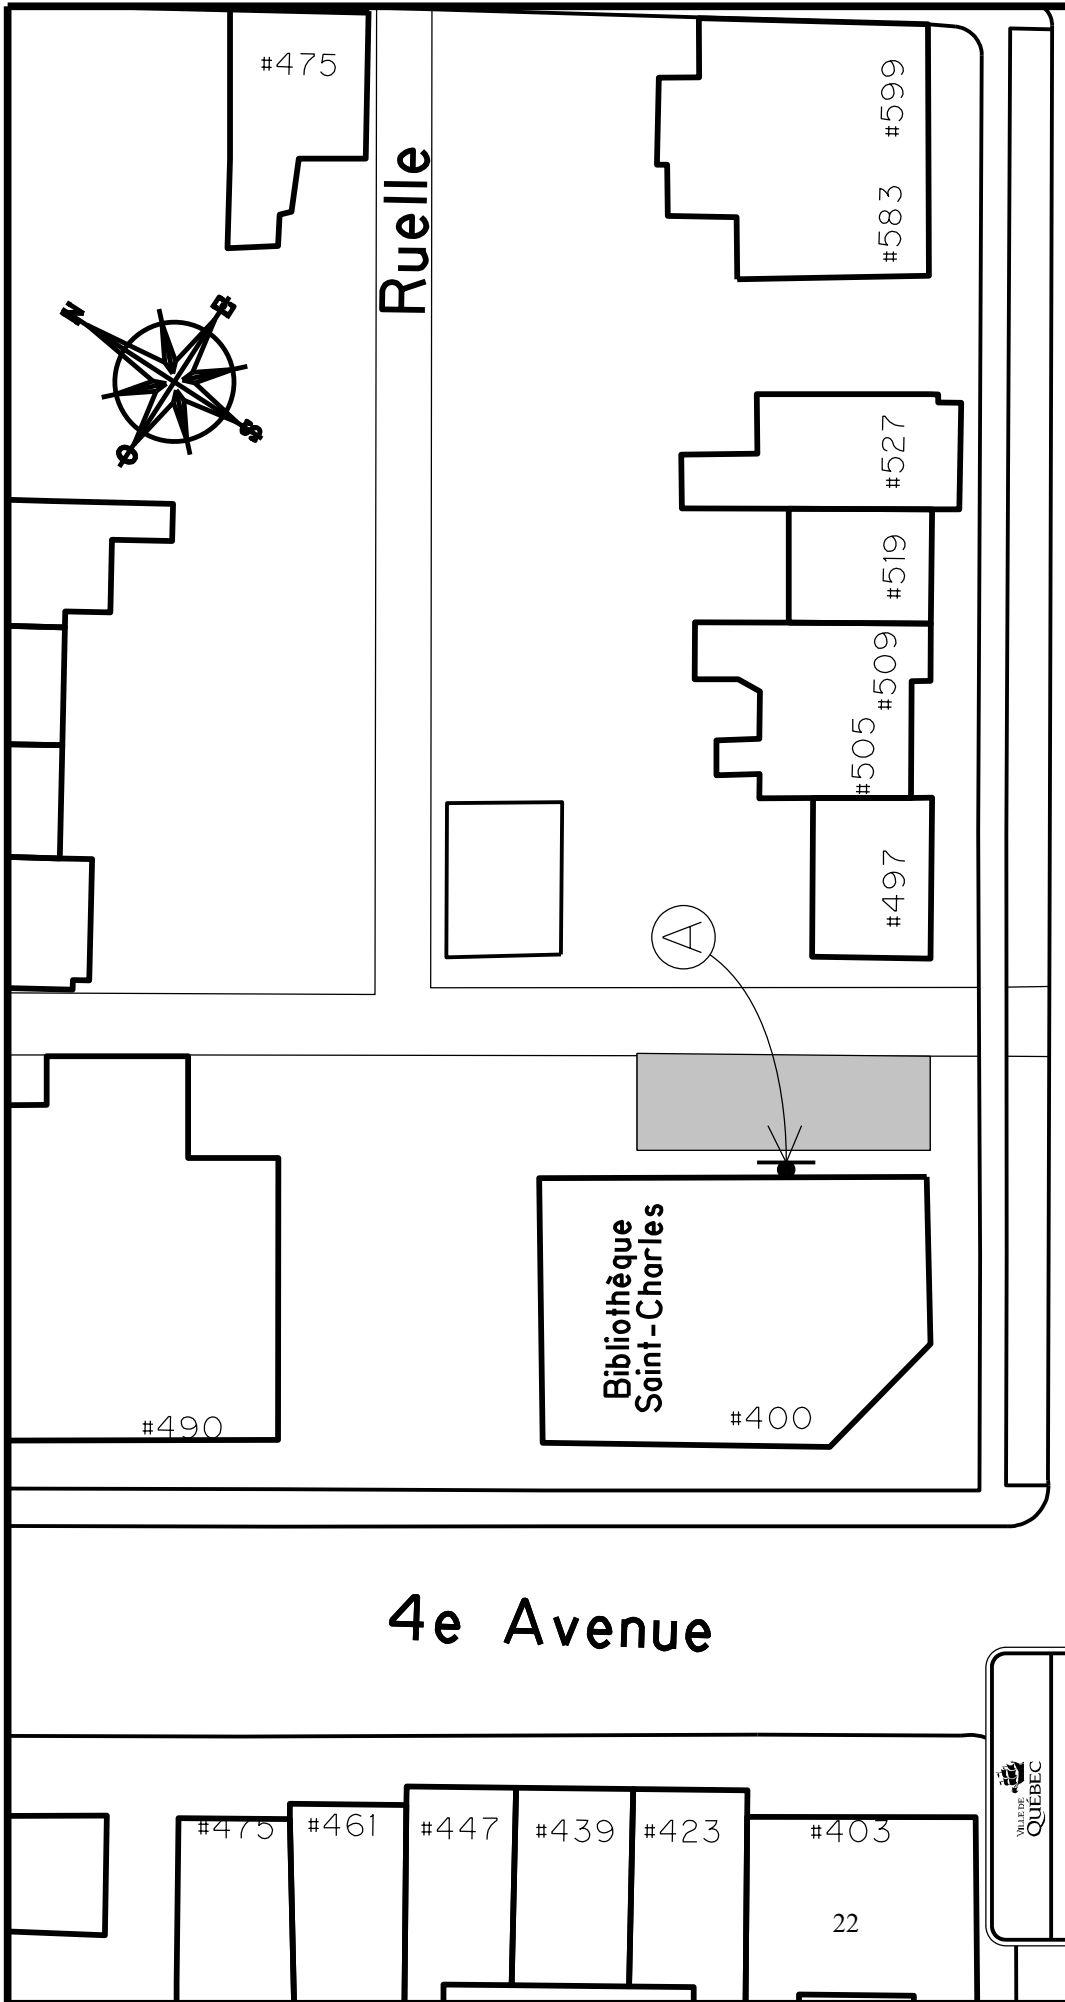 #475
#599
#583
Ruelle
N
E
S
O
#527
#519
#509
#505
#497
A
Bibliothèque
Saint-Charles
#400
#490
4e Avenue
VILLE DE
QUÉBEC
#475
#461
#447
#439
#423
#403
22